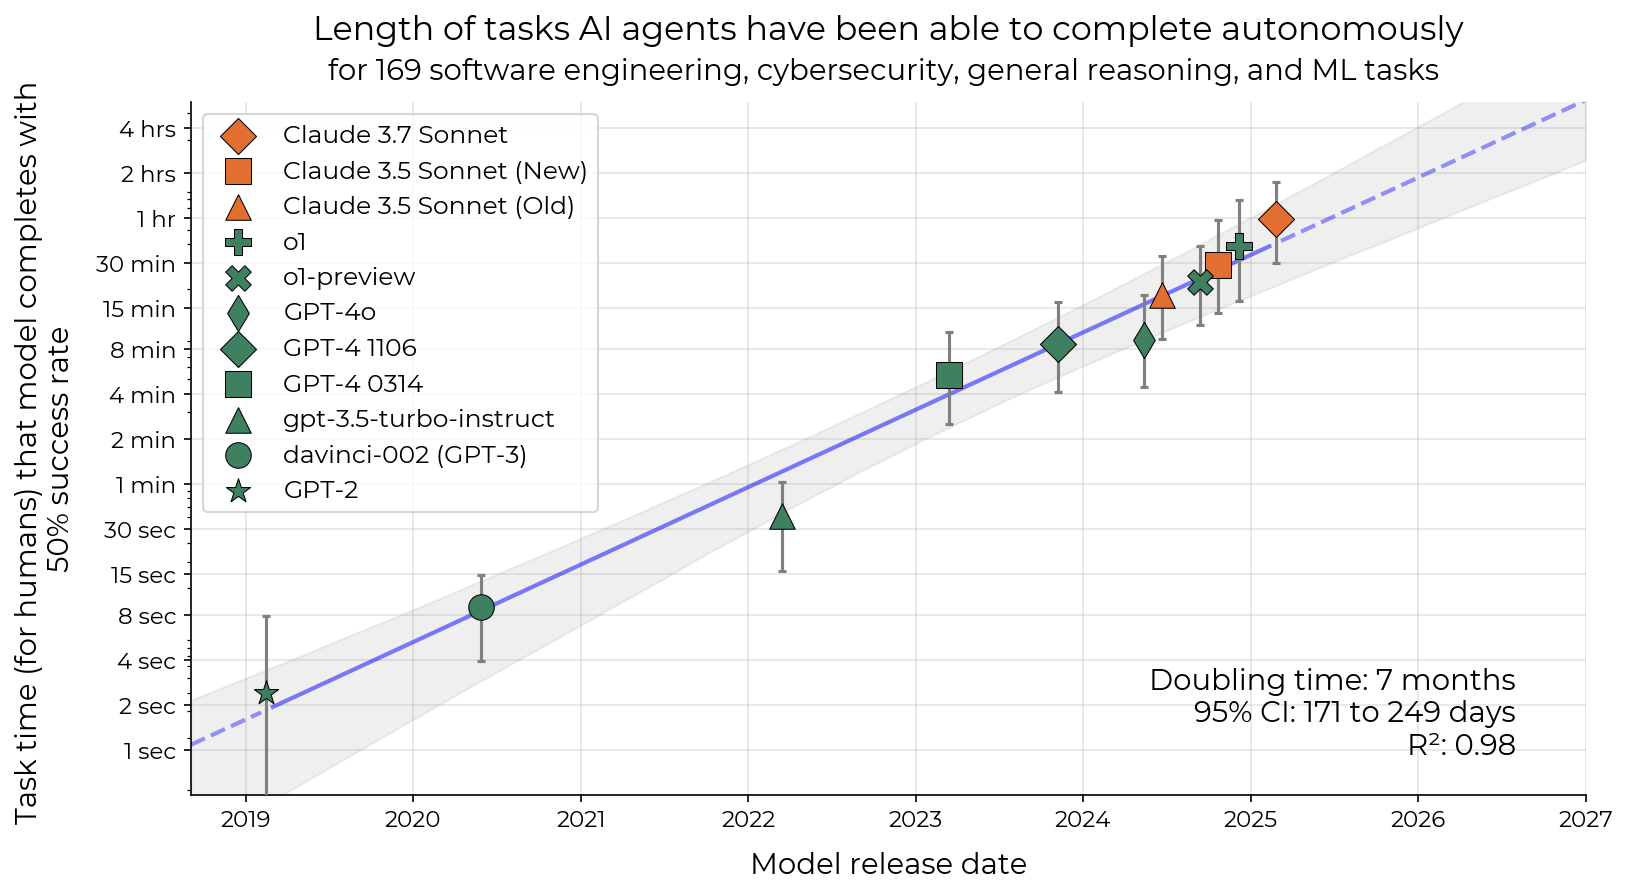 Length of tasks AI agents have been able to complete autonomously
for 169 software engineering, cybersecurity, general reasoning, and ML tasks
Task time (for humans) that model completes with
50% success rate
4 hrs
2 hrs
1 hr
30 min
15 min
8 min
4 min
2 min
1 min
30 sec
15 sec
8 sec
4 sec
2 sec
1 sec
Claude 3.7 Sonnet
Claude 3.5 Sonnet (New)
Claude 3.5 Sonnet (Old)
o1
o1-preview
GPT-4o
GPT-4 1106
GPT-4 0314
gpt-3.5-turbo-instruct
davinci-002 (GPT-3)
GPT-2
Doubling time: 7 months
95% CI: 171 to 249 days
R²: 0.98
2019 2020 2021 2022 2023 2024 2025 2026 2027
Model release date